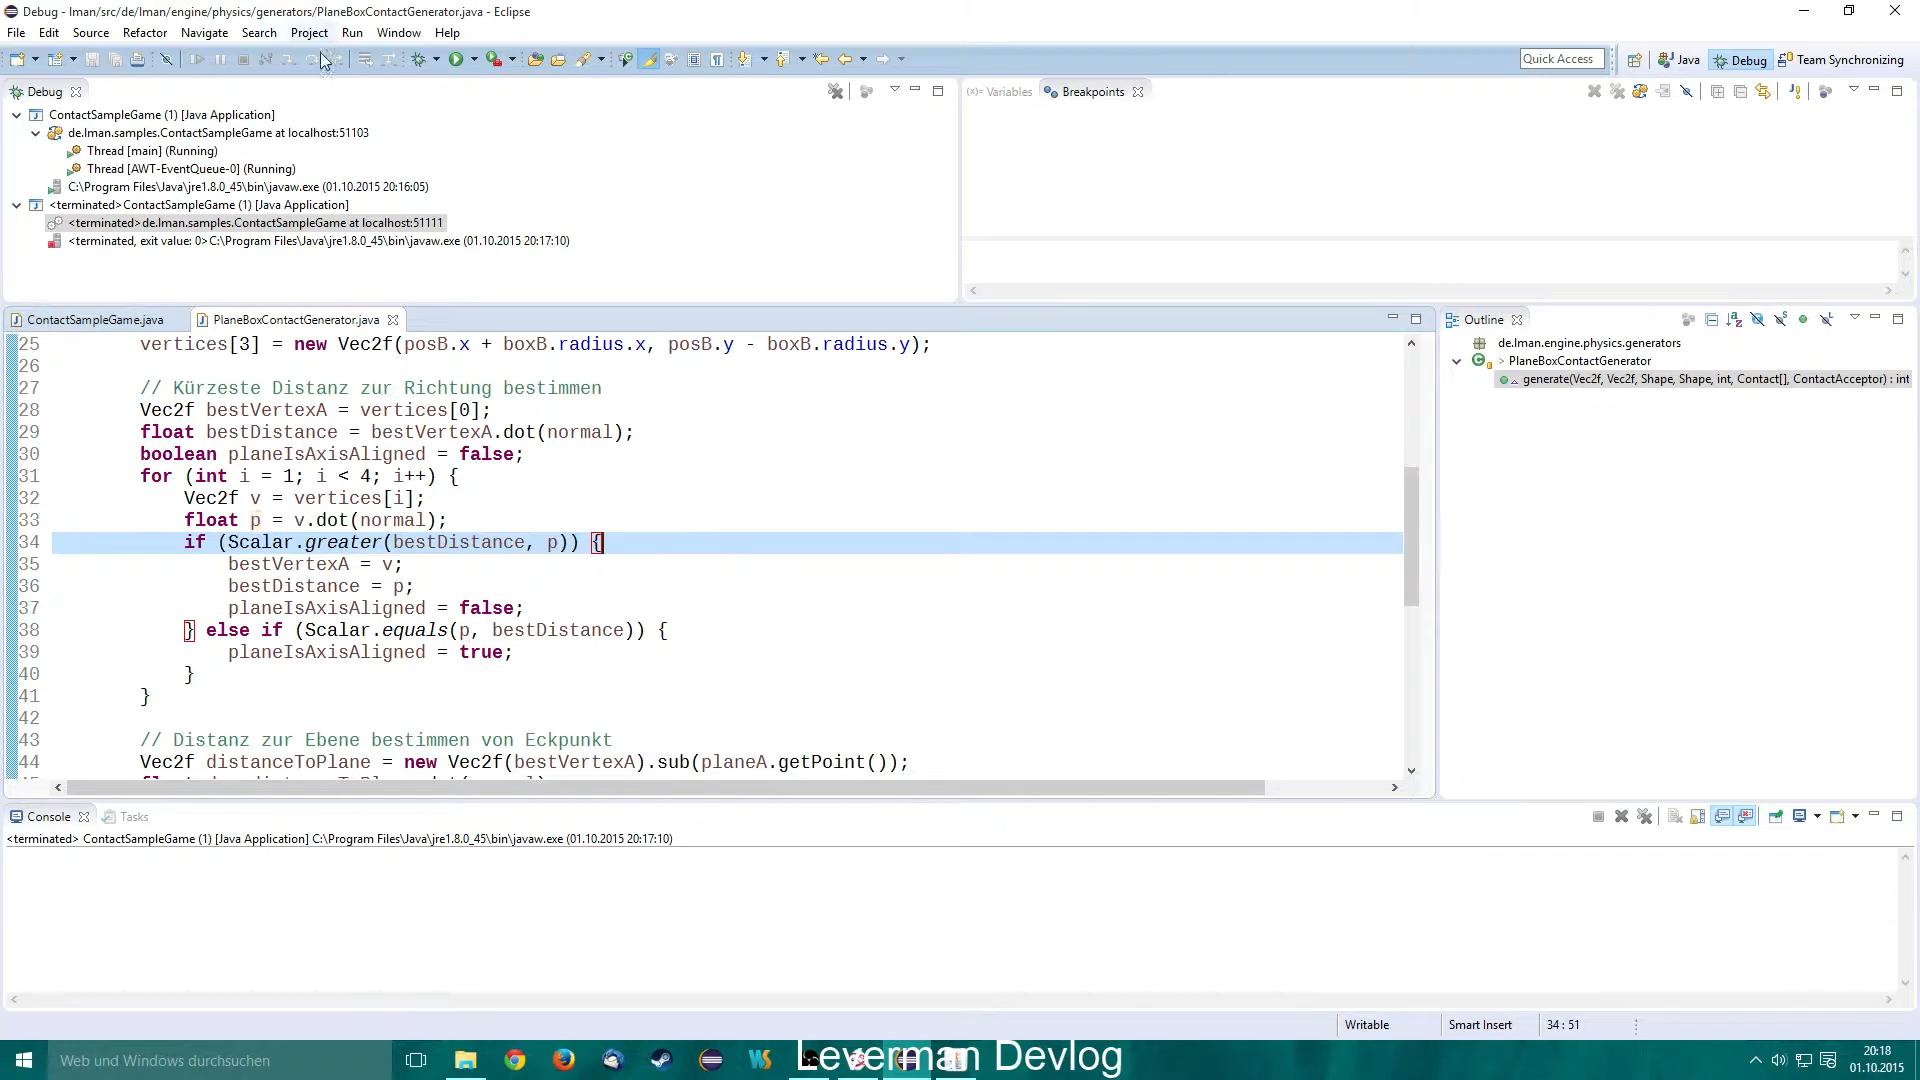 Debug - lman/src/de/lman/engine/physics/generators/PlaneBoxContactGenerator.java - Eclipse
File Edit Source Refactor Navigate Search Project Run Window Help
Quick Access Java Debug Team Synchronizing
Debug
ContactSampleGame (1) [Java Application]
de.lman.samples.ContactSampleGame at localhost:51103
Thread [main] (Running)
Thread [AWT-EventQueue-0] (Running)
C:\Program Files\Java\jre1.8.0_45\bin\javaw.exe (01.10.2015 20:16:05)
<terminated>ContactSampleGame (1) [Java Application]
<terminated>de.lman.samples.ContactSampleGame at localhost:51111
<terminated, exit value: 0>C:\Program Files\Java\jre1.8.0_45\bin\javaw.exe (01.10.2015 20:17:10)
(x)= Variables Breakpoints
ContactSampleGame.java PlaneBoxContactGenerator.java
25 vertices[3] = new Vec2f(posB.x + boxB.radius.x, posB.y - boxB.radius.y);
26
27 // Kürzeste Distanz zur Richtung bestimmen
28 Vec2f bestVertexA = vertices[0];
29 float bestDistance = bestVertexA.dot(normal);
30 boolean planeIsAxisAligned = false;
31 for (int i = 1; i < 4; i++) {
32 Vec2f v = vertices[i];
33 float p = v.dot(normal);
34 if (Scalar.greater(bestDistance, p)) {
35 bestVertexA = v;
36 bestDistance = p;
37 planeIsAxisAligned = false;
38 } else if (Scalar.equals(p, bestDistance)) {
39 planeIsAxisAligned = true;
40 }
41 }
42
43 // Distanz zur Ebene bestimmen von Eckpunkt
44 Vec2f distanceToPlane = new Vec2f(bestVertexA).sub(planeA.getPoint());
Outline
de.lman.engine.physics.generators
> PlaneBoxContactGenerator
generate(Vec2f, Vec2f, Shape, Shape, int, Contact[], ContactAcceptor) : int
Console Tasks
<terminated> ContactSampleGame (1) [Java Application] C:\Program Files\Java\jre1.8.0_45\bin\javaw.exe (01.10.2015 20:17:10)
Writable Smart Insert 34 : 51
Web und Windows durchsuchen
Leverman Devlog
20:18
01.10.2015